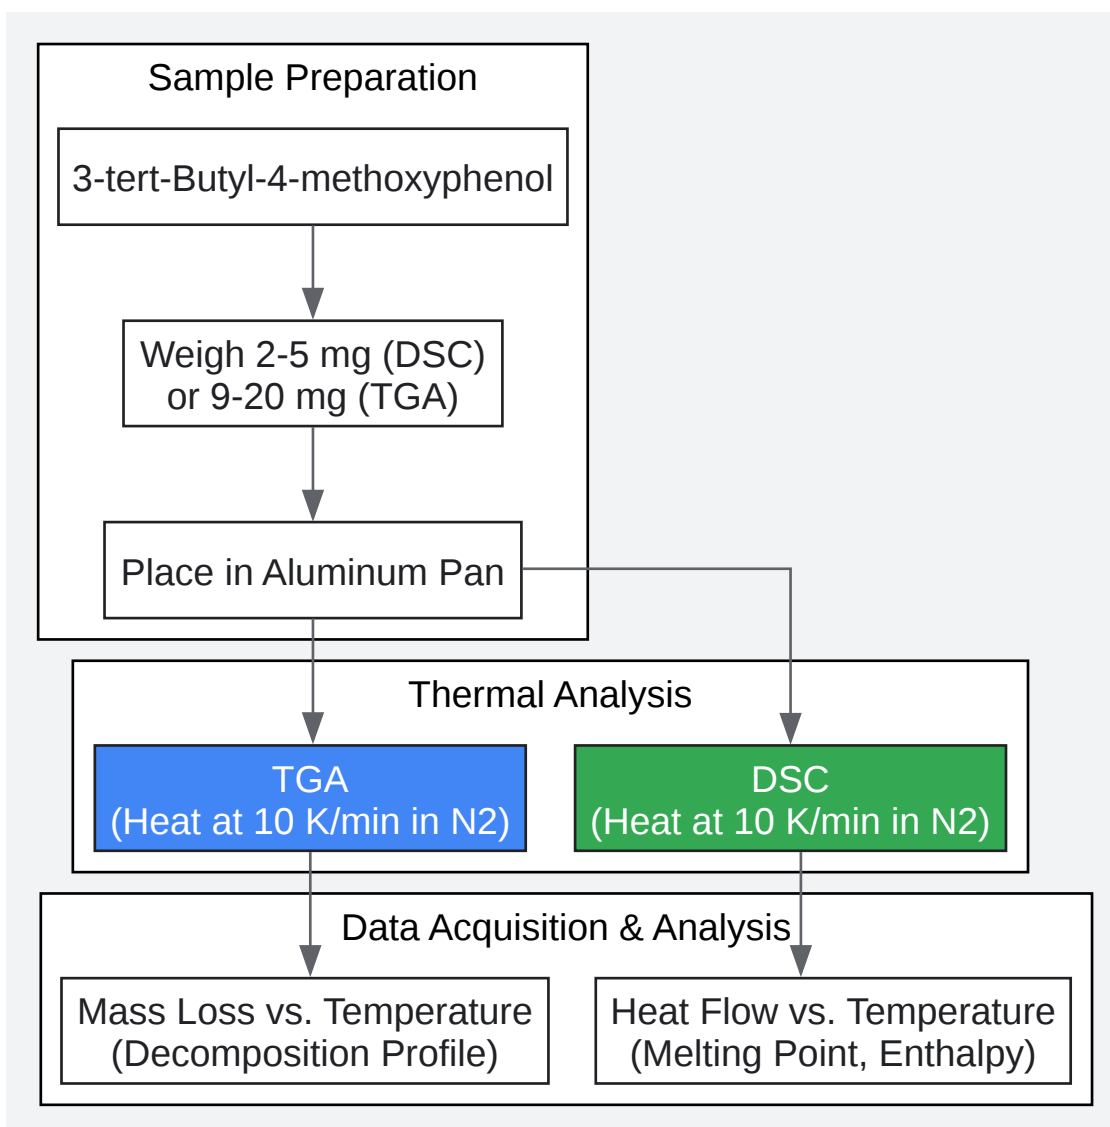 Sample Preparation
3-tert-Butyl-4-methoxyphenol
Weigh 2-5 mg (DSC)
or 9-20 mg (TGA)
Place in Aluminum Pan
Thermal Analysis
TGA
(Heat at 10 K/min in N2)
DSC
(Heat at 10 K/min in N2)
Data Acquisition & Analysis
Mass Loss vs. Temperature
(Decomposition Profile)
Heat Flow vs. Temperature
(Melting Point, Enthalpy)